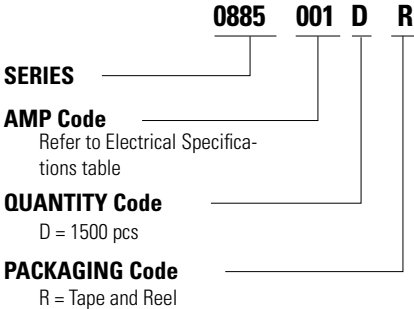 0885 001 D R
SERIES
AMP Code
Refer to Electrical Specifica-
tions table
QUANTITY Code
D = 1500 pcs
PACKAGING Code
R = Tape and Reel